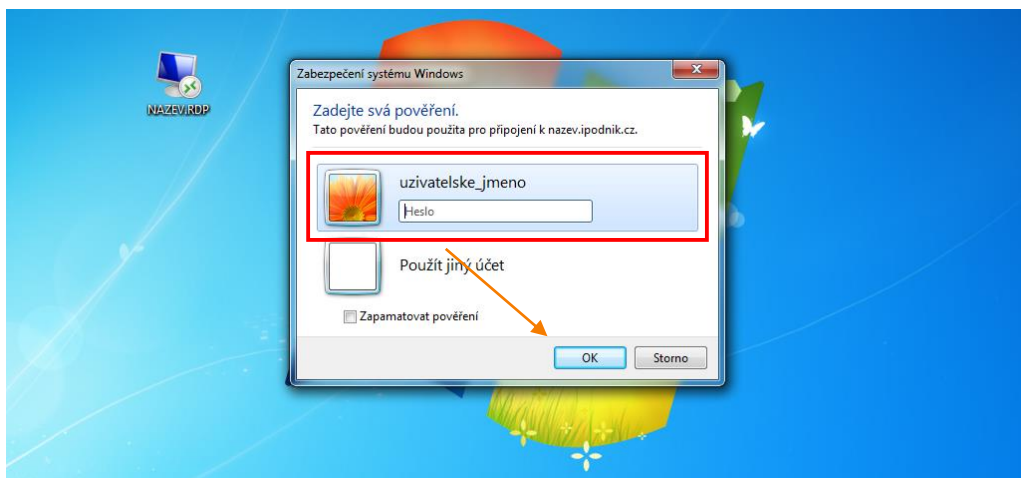 NAZEV.RDP
Zabezpečení systému Windows
Zadejte svá pověření.
Tato pověření budou použita pro připojení k nazev.ipodnik.cz.
uzivatelske_jmeno
Heslo
Použít jiný účet
Zapamatovat pověření
OK Storno